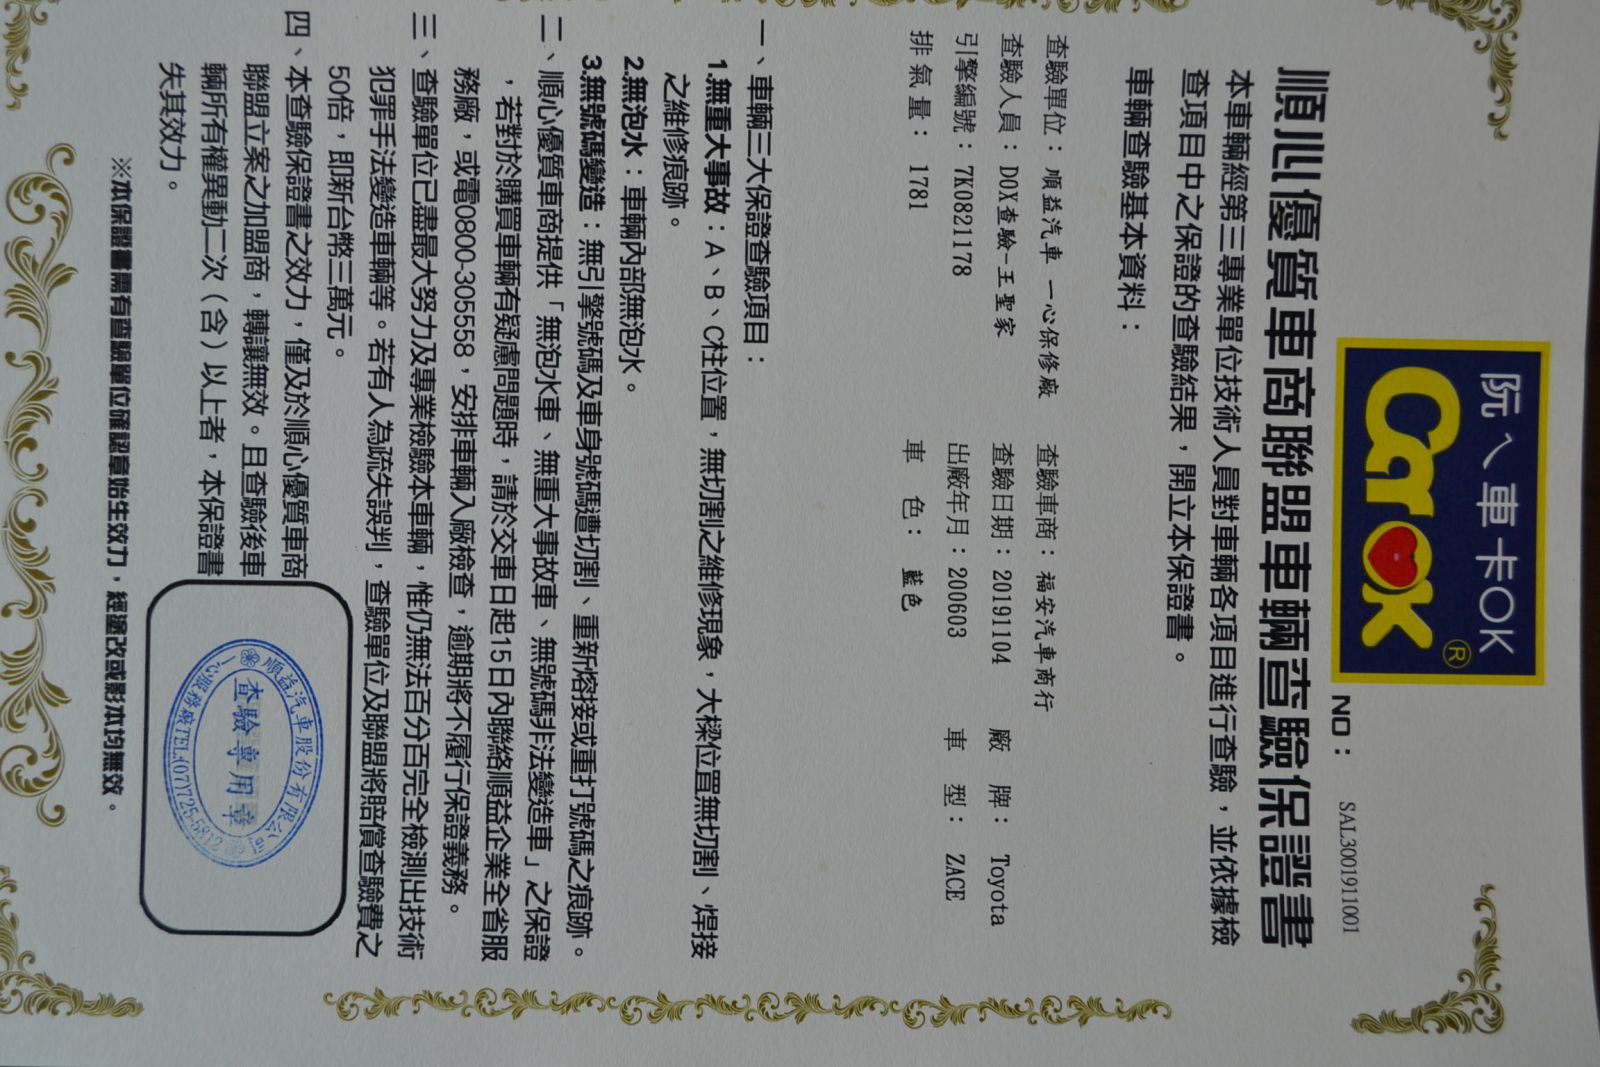 阮ㄟ車卡OK
CarOK®
NO： SAL300191100​1
順心優質車商聯盟車輛查驗保證書
本車輛經第三專業單位技術人員對車輛各項目進行查驗，並依據檢
查項目中之保證的查驗結果，開立本保證書。
車輛查驗基本資料：
查驗單位：順益汽車 一心保修廠 查驗車商：福安汽車商行
查驗人員：DOX查驗-王聖家 查驗日期：20191104 廠 牌： Toyota
引擎編號：7K0821178 出廠年月：200603 車 型： ZACE
排 氣 量： 1781 車 色： 藍色
一、車輛三大保證查驗項目：
1.無重大事故：A、B、C柱位置，無切割之維修現象，大樑位置無切割、焊接
之維修痕跡。
2.無泡水：車輛內部無泡水。
3.無號碼變造：無引擎號碼及車身號碼遭切割、重新熔接或重打號碼之痕跡。
二、順心優質車商提供「無泡水車、無重大事故車、無號碼非法變造車」之保證
，若對於購買車輛有疑慮問題時，請於交車日起15日內聯絡順益企業全省服
務廠，或電0800-305558，安排車輛入廠檢查，逾期將不履行保證義務。
三、查驗單位已盡最大努力及專業檢驗本車輛，惟仍無法百分百完全檢測出技術
犯罪手法變造車輛等。若有人為疏失誤判，查驗單位及聯盟將賠償查驗費之
50倍，即新台幣三萬元。
四、本查驗保證書之效力，僅及於順心優質車商
聯盟立案之加盟商，轉讓無效。且查驗後車
輛所有權異動二次（含）以上者，本保證書
失其效力。
順益汽車股份有限公司
查驗專用章
一心服務廠TEL(07)725-5812
※本保證書需有查驗單位確認章始生效力，經塗改或影本均無效。